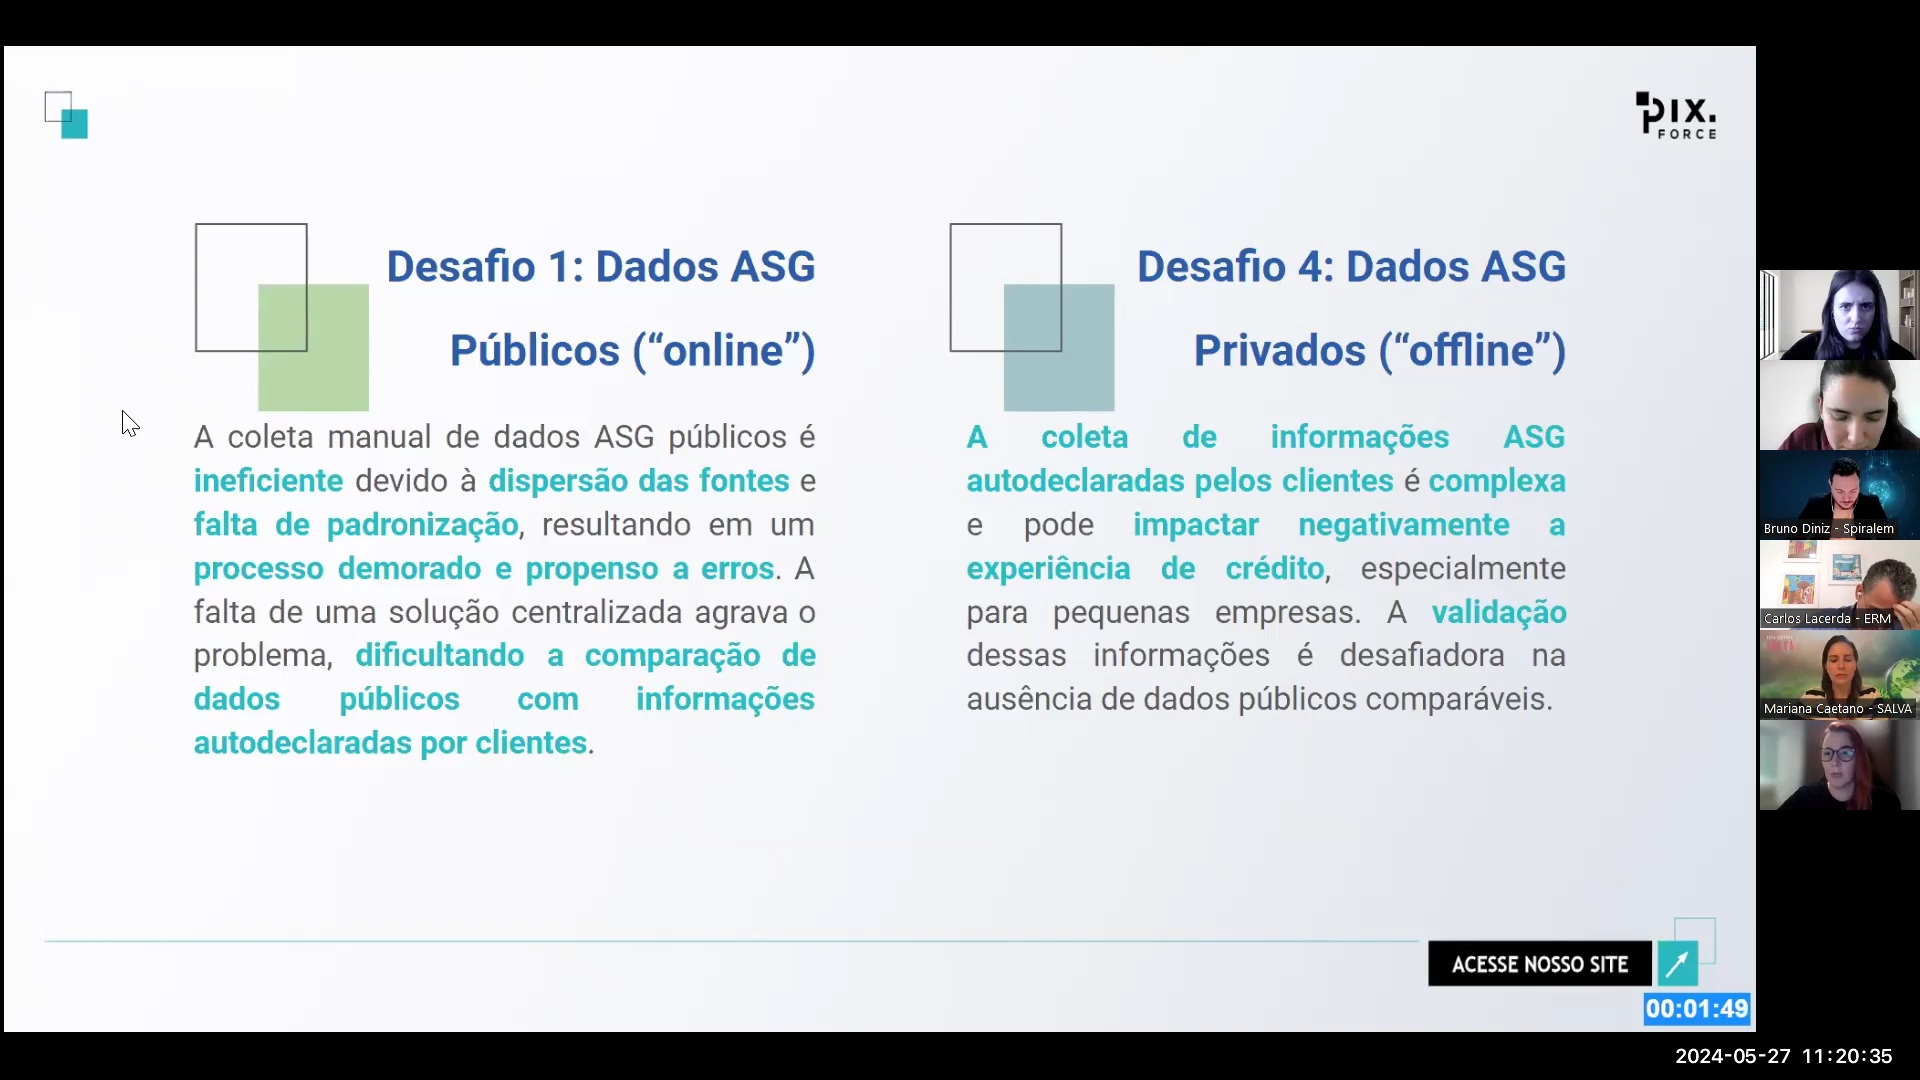 pix.
FORCE
Desafio 1: Dados ASG
Públicos (“online”)
A coleta manual de dados ASG públicos é
ineficiente devido à dispersão das fontes e
falta de padronização, resultando em um
processo demorado e propenso a erros. A
falta de uma solução centralizada agrava o
problema, dificultando a comparação de
dados públicos com informações
autodeclaradas por clientes.
Desafio 4: Dados ASG
Privados (“offline”)
A coleta de informações ASG
autodeclaradas pelos clientes é complexa
e pode impactar negativamente a
experiência de crédito, especialmente
para pequenas empresas. A validação
dessas informações é desafiadora na
ausência de dados públicos comparáveis.
ACESSE NOSSO SITE
00:01:49
Bruno Diniz - Spiralem
Carlos Lacerda - ERM
Mariana Caetano - SALVA
2024-05-27 11:20:35